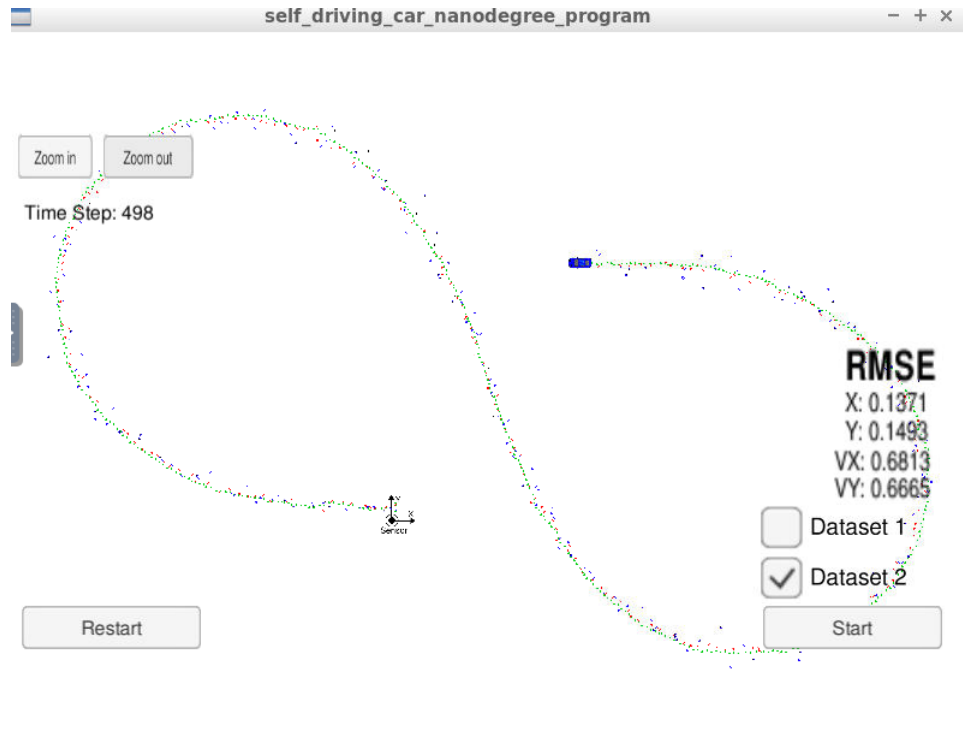 self_driving_car_nanodegree_program
Zoom in
Zoom out
Time Step: 498
RMSE
X: 0.1371
Y: 0.1493
VX: 0.6813
VY: 0.6665
Y
X
Sensor
Dataset 1
Dataset 2
Restart
Start